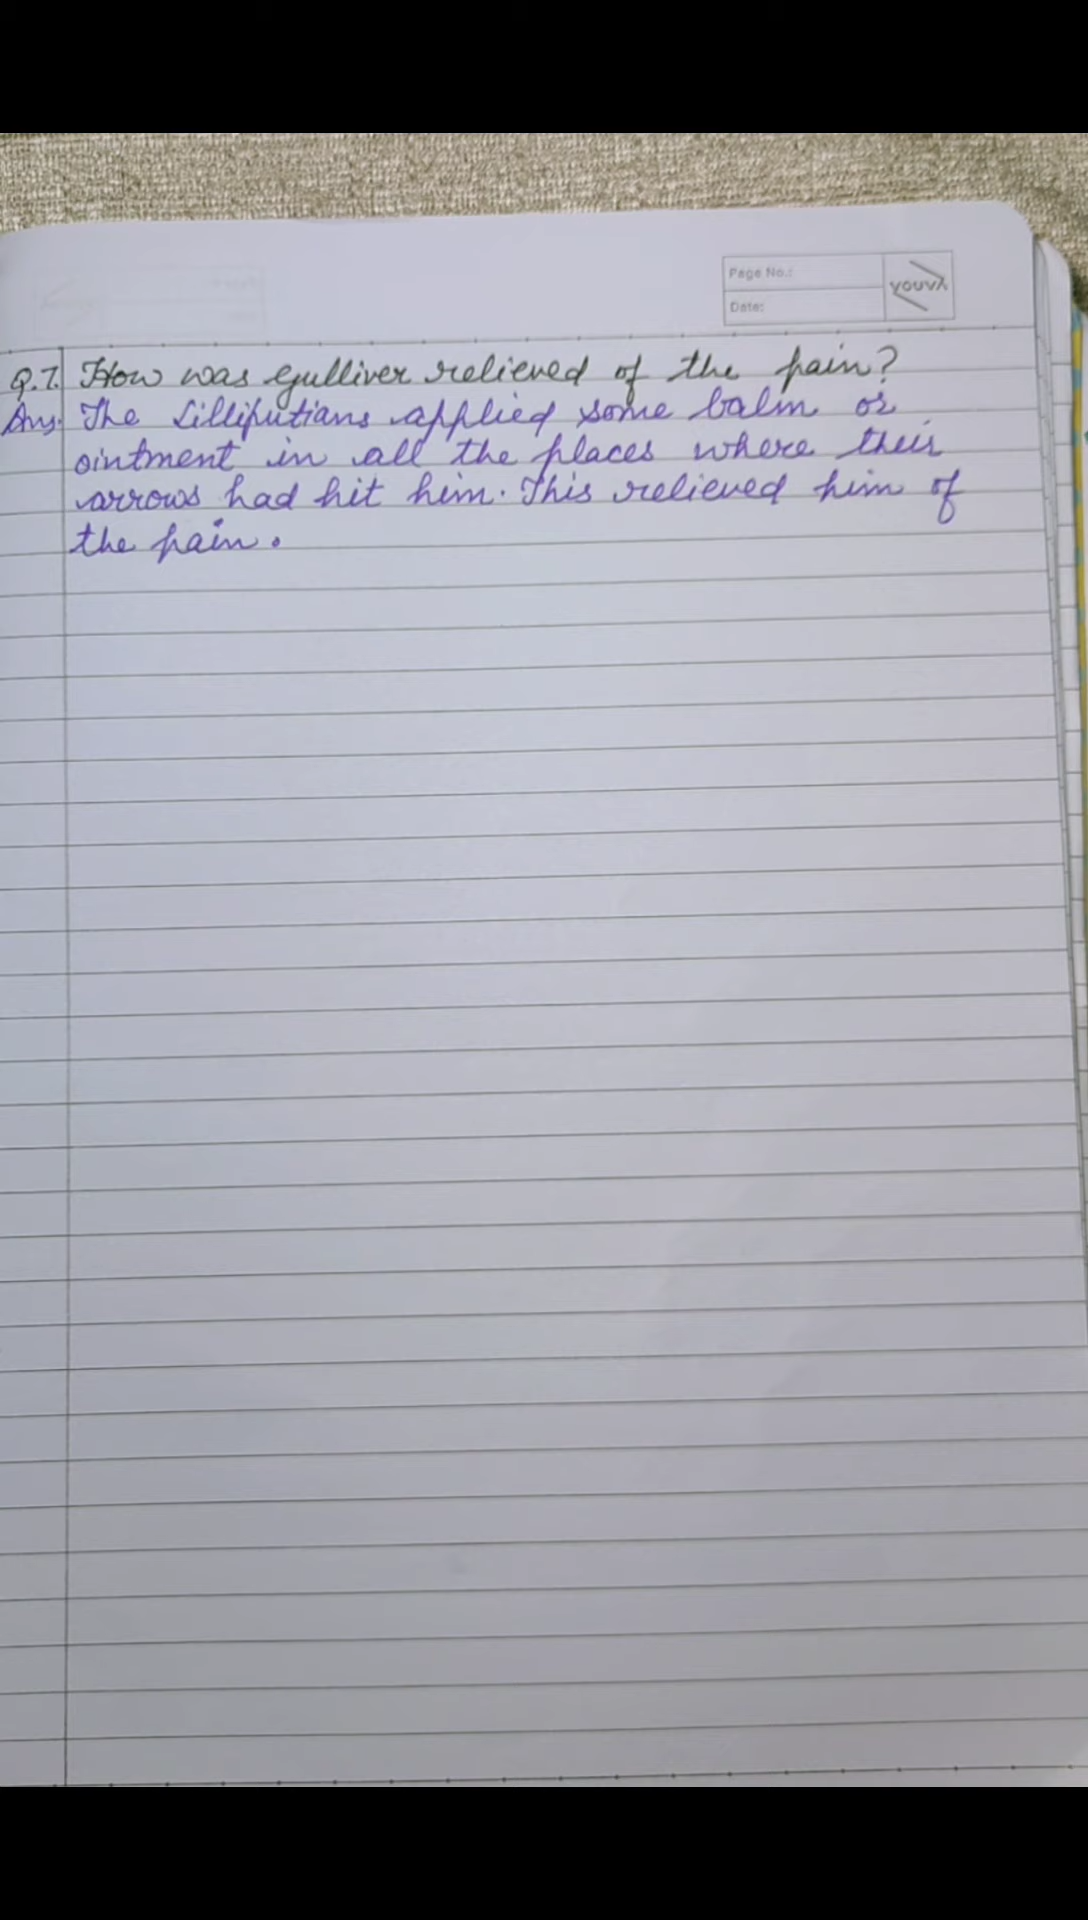 Page No.:
Date:
YOUVA
Q.7. How was Gulliver relieved of the pain?
Ans. The Lilliputians applied some balm or
ointment in all the places where their
arrows had hit him. This relieved him of
the pain.